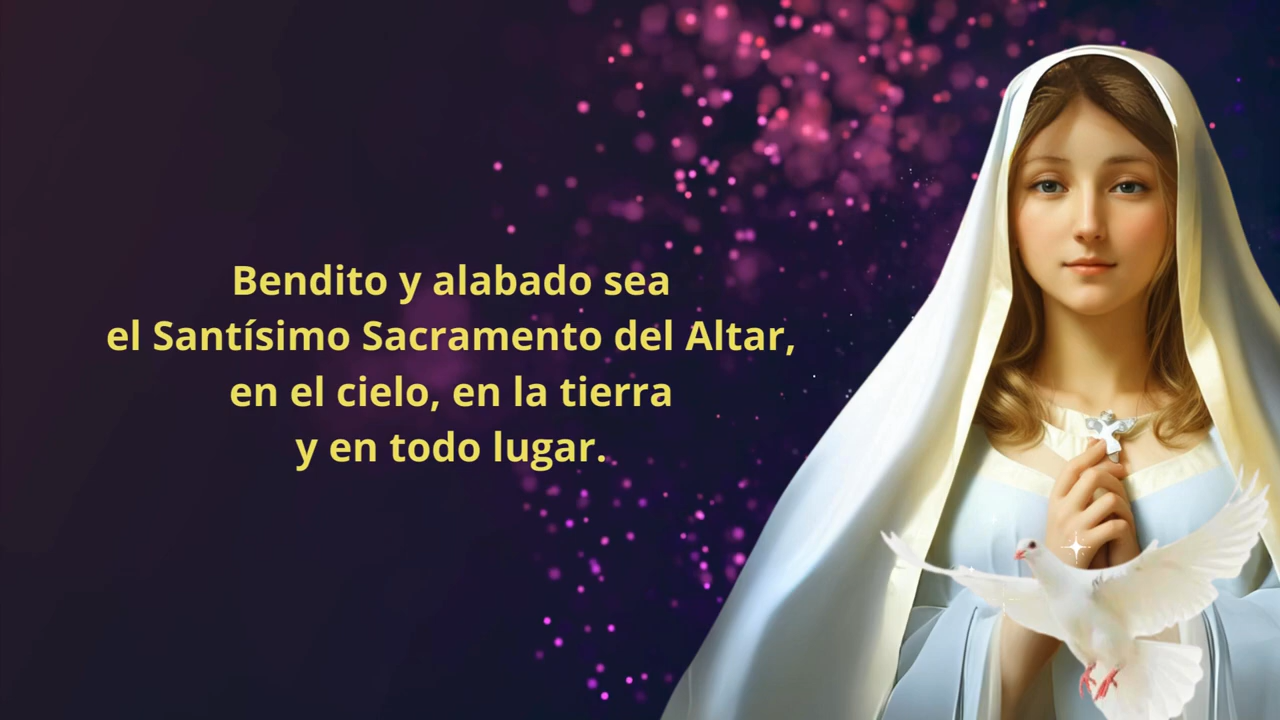 Bendito y alabado sea
el Santísimo Sacramento del Altar,
en el cielo, en la tierra
y en todo lugar.